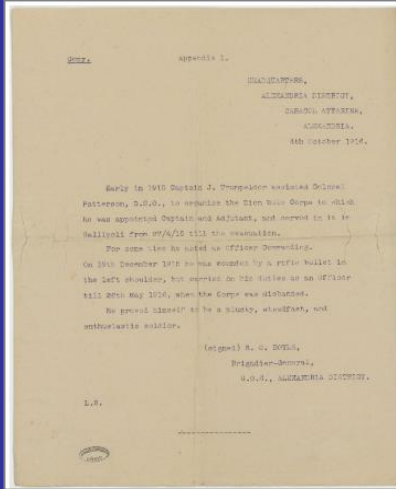 Copy. Appendix 1.
HEADQUARTERS,
ALEXANDRIA DISTRICT,
CARACOL ATTARINE,
ALEXANDRIA.
4th October 1916.
Early in 1915 Captain J. Trumpeldor assisted Colonel
Patterson, D.S.O., to organise the Zion Mule Corps to which
he was appointed Captain and Adjutant, and served in it in
Gallipoli from 27/4/15 till the evacuation.
For some time he acted as Officer Commanding.
On 19th December 1915 he was wounded by a rifle bullet in
the left shoulder, but carried on his duties as an Officer
till 26th May 1916, when the Corps was disbanded.
He proved himself to be a plucky, steadfast, and
enthusiastic soldier.
(signed) R. C. BOYLE,
Brigadier-General,
G.O.C., ALEXANDRIA DISTRICT.
L.S.